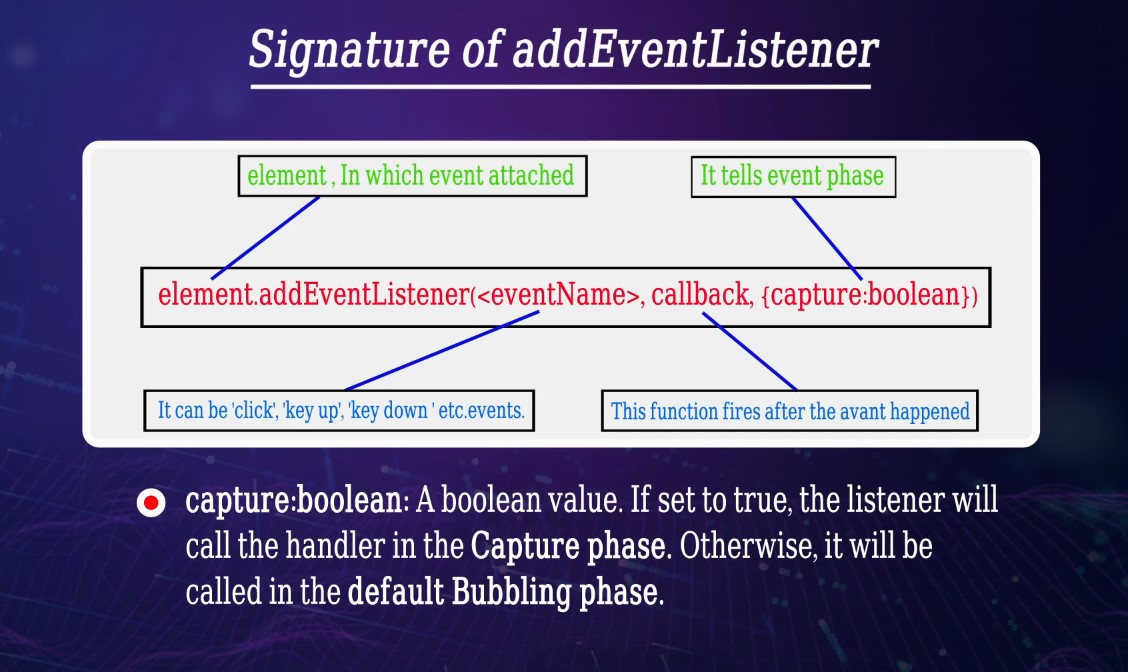 Signature of addEventListener
element , In which event attached
It tells event phase
element.addEventListener(<eventName>, callback, {capture:boolean})
It can be 'click', 'key up', 'key down ' etc.events.
This function fires after the avant happened
capture:boolean: A boolean value. If set to true, the listener will
call the handler in the Capture phase. Otherwise, it will be
called in the default Bubbling phase.